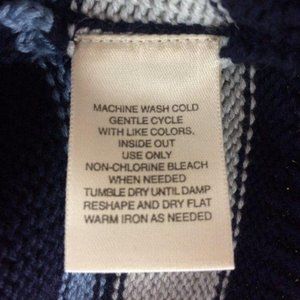 MACHINE WASH COLD
GENTLE CYCLE
WITH LIKE COLORS,
INSIDE OUT
USE ONLY
NON-CHLORINE BLEACH
WHEN NEEDED
TUMBLE DRY UNTIL DAMP
RESHAPE AND DRY FLAT
WARM IRON AS NEEDED